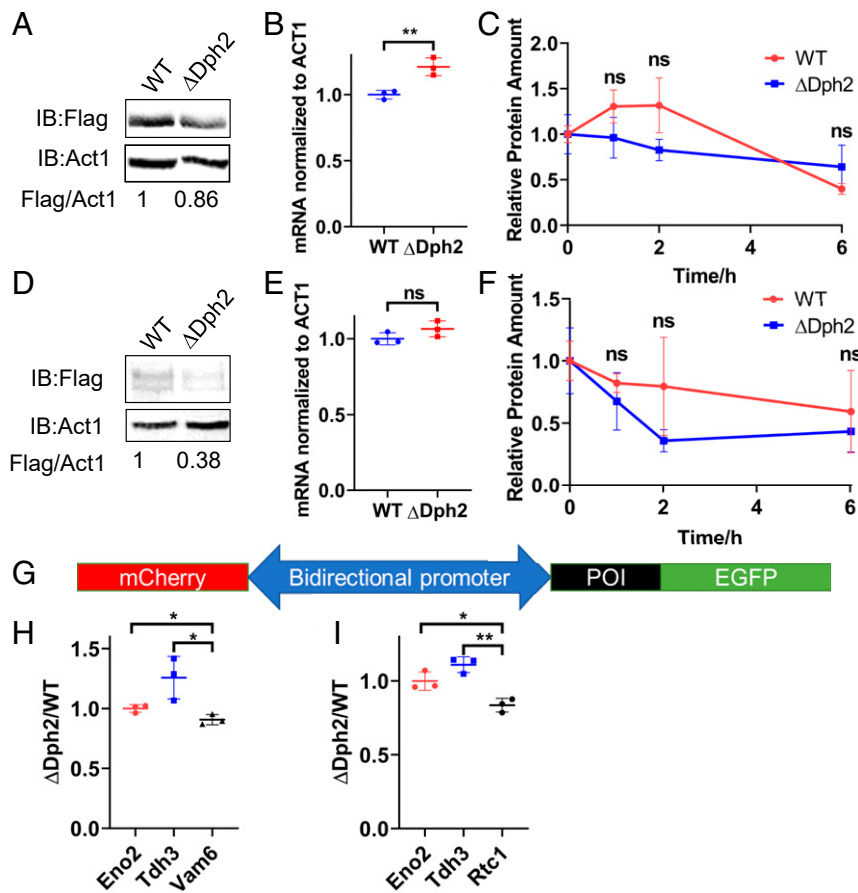 A
WT ΔDph2
IB:Flag
IB:Act1
Flag/Act1 1 0.86
B
mRNA normalized to ACT1
**
1.0
0.5
0.0
WT ΔDph2
C
Relative Protein Amount
2.0
1.5
1.0
0.5
0.0
ns ns ns
WT
ΔDph2
0 2 4 6
Time/h
D
WT ΔDph2
IB:Flag
IB:Act1
Flag/Act1 1 0.38
E
mRNA normalized to ACT1
ns
1.0
0.5
0.0
WT ΔDph2
F
Relative Protein Amount
1.5
1.0
0.5
0.0
ns ns ns
WT
ΔDph2
0 2 4 6
Time/h
G
mCherry Bidirectional promoter POI EGFP
H
ΔDph2/WT
*
*
1.5
1.0
0.5
0.0
Eno2 Tdh3 Vam6
I
ΔDph2/WT
*
**
1.0
0.5
0.0
Eno2 Tdh3 Rtc1